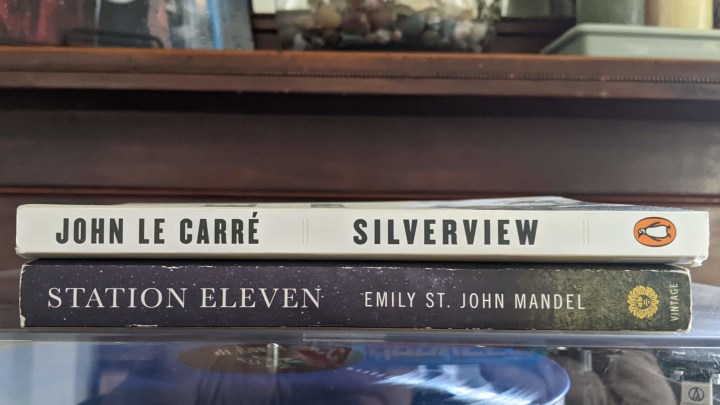 JOHN LE CARRÉ SILVERVIEW
STATION ELEVEN EMILY ST. JOHN MANDEL VINTAGE